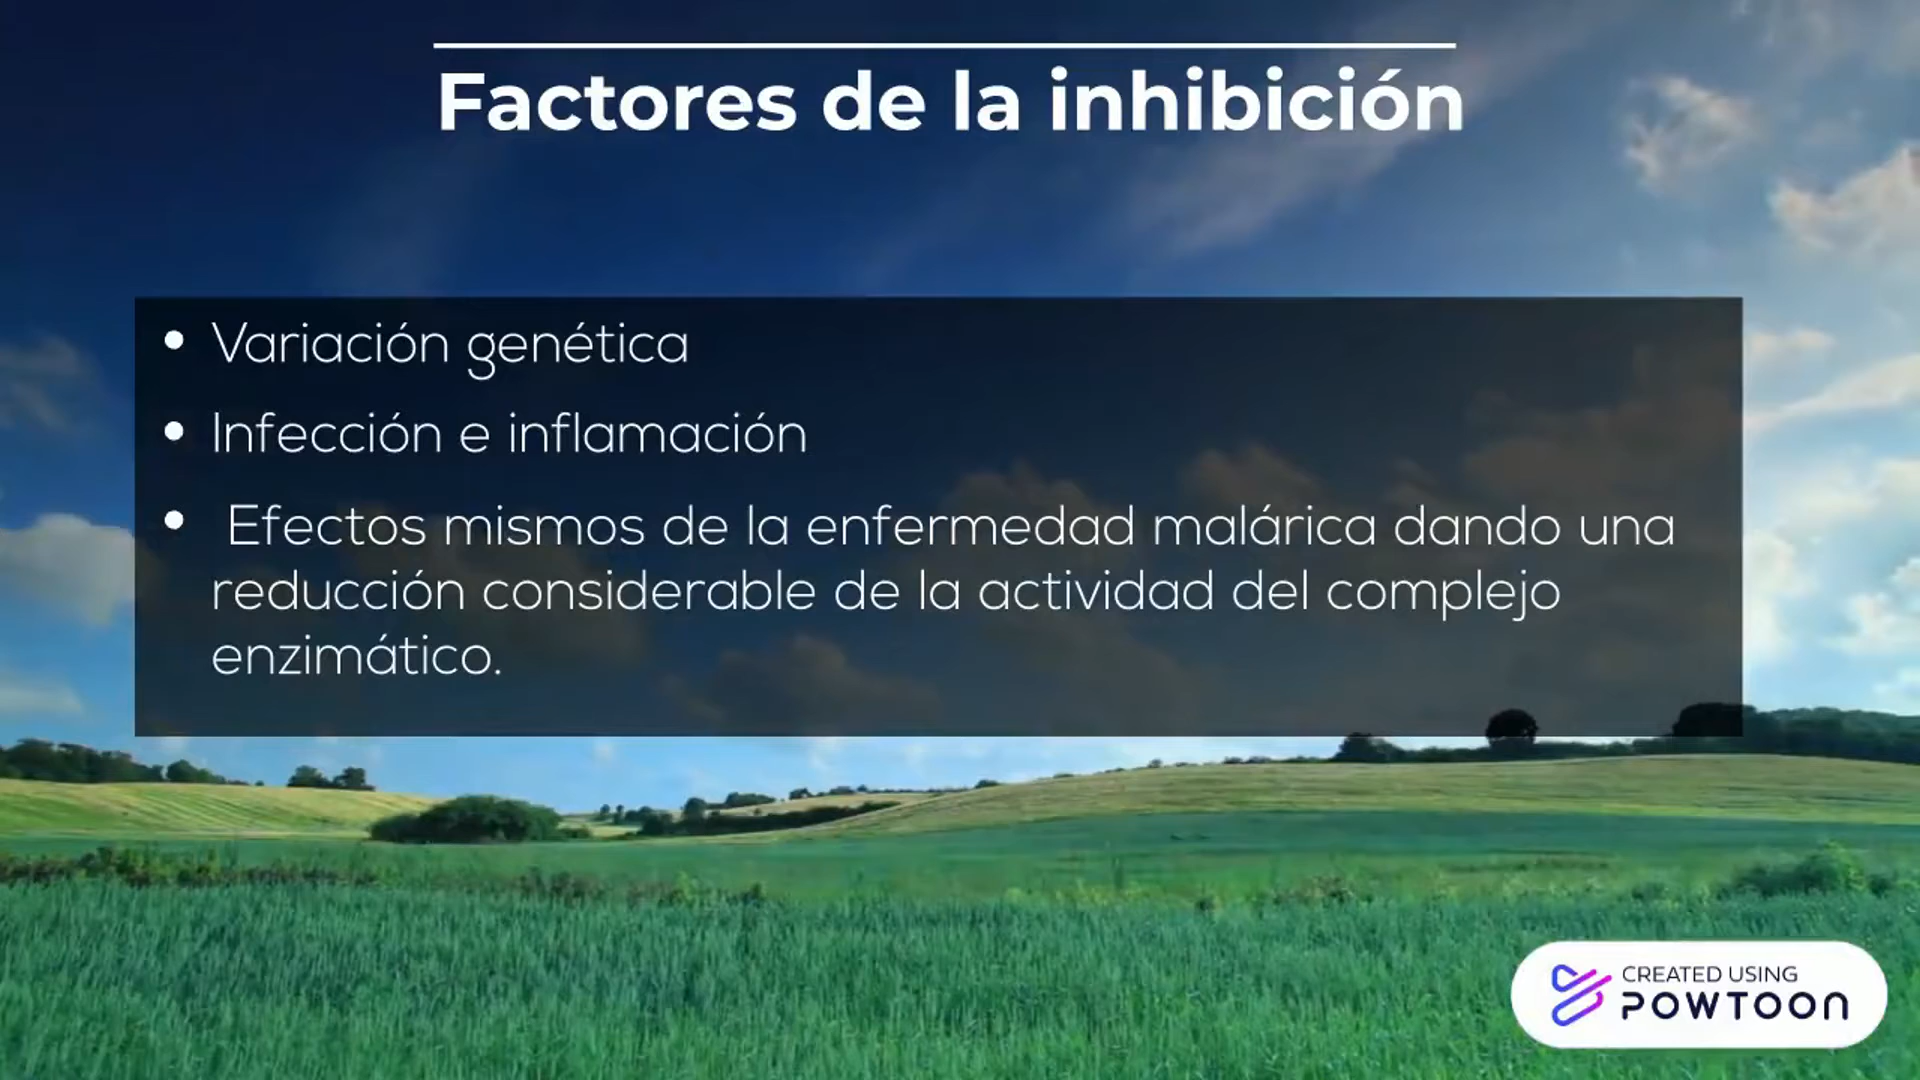 Factores de la inhibición
• Variación genética
• Infección e inflamación
• Efectos mismos de la enfermedad malárica dando una
reducción considerable de la actividad del complejo
enzimático.
CREATED USING
POWTOON